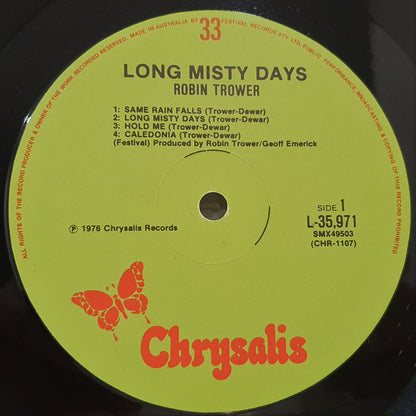 ALL RIGHTS OF THE RECORD PRODUCER & OWNER OF THE WORK RECORDED RESERVED. MADE IN AUSTRALIA BY FESTIVAL RECORDS PTY. LTD. PUBLIC PERFORMANCE, BROADCASTING & COPYING OF THIS RECORD PROHIBITED
33
LONG MISTY DAYS
ROBIN TROWER
1: SAME RAIN FALLS (Trower-Dewar)
2: LONG MISTY DAYS (Trower-Dewar)
3: HOLD ME (Trower-Dewar)
4: CALEDONIA (Trower-Dewar)
(Festival) Produced by Robin Trower/Geoff Emerick
SIDE 1
L-35,971
SMX49503
(CHR-1107)
℗ 1976 Chrysalis Records
Chrysalis